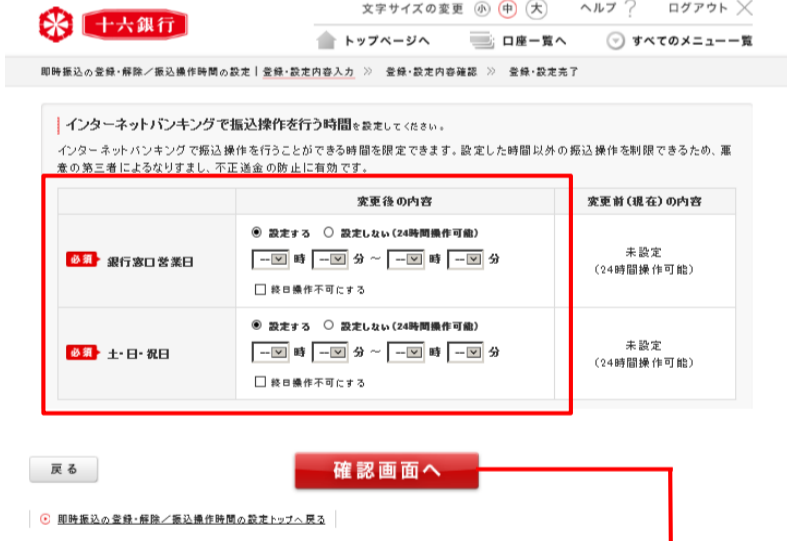 文字サイズの変更 小 中 大 ヘルプ ? ログアウト
十六銀行
トップページへ 口座一覧へ すべてのメニュー一覧
即時振込の登録・解除／振込操作時間の設定 | 登録・設定内容入力 》 登録・設定内容確認 》 登録・設定完了
インターネットバンキングで振込操作を行う時間を設定してください。
インターネットバンキングで振込操作を行うことができる時間を限定できます。設定した時間以外の振込操作を制限できるため、悪
意の第三者によるなりすまし、不正送金の防止に有効です。
変更後の内容 変更前(現在)の内容
必須 銀行窓口営業日
設定する 設定しない(24時間操作可能)
-- 時 -- 分 ～ -- 時 -- 分
終日操作不可にする
未設定
(24時間操作可能)
必須 土・日・祝日
設定する 設定しない(24時間操作可能)
-- 時 -- 分 ～ -- 時 -- 分
終日操作不可にする
未設定
(24時間操作可能)
戻る 確認画面へ
即時振込の登録・解除／振込操作時間の設定トップへ戻る